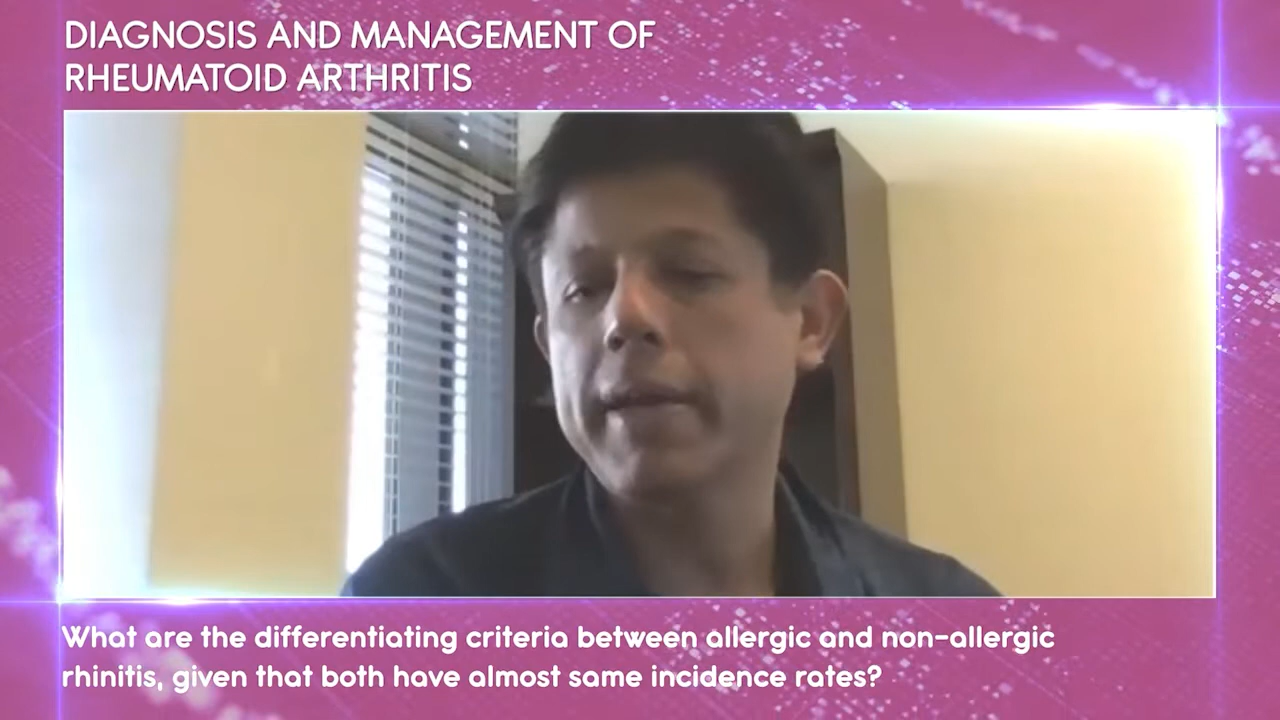 DIAGNOSIS AND MANAGEMENT OF
RHEUMATOID ARTHRITIS
What are the differentiating criteria between allergic and non-allergic
rhinitis, given that both have almost same incidence rates?